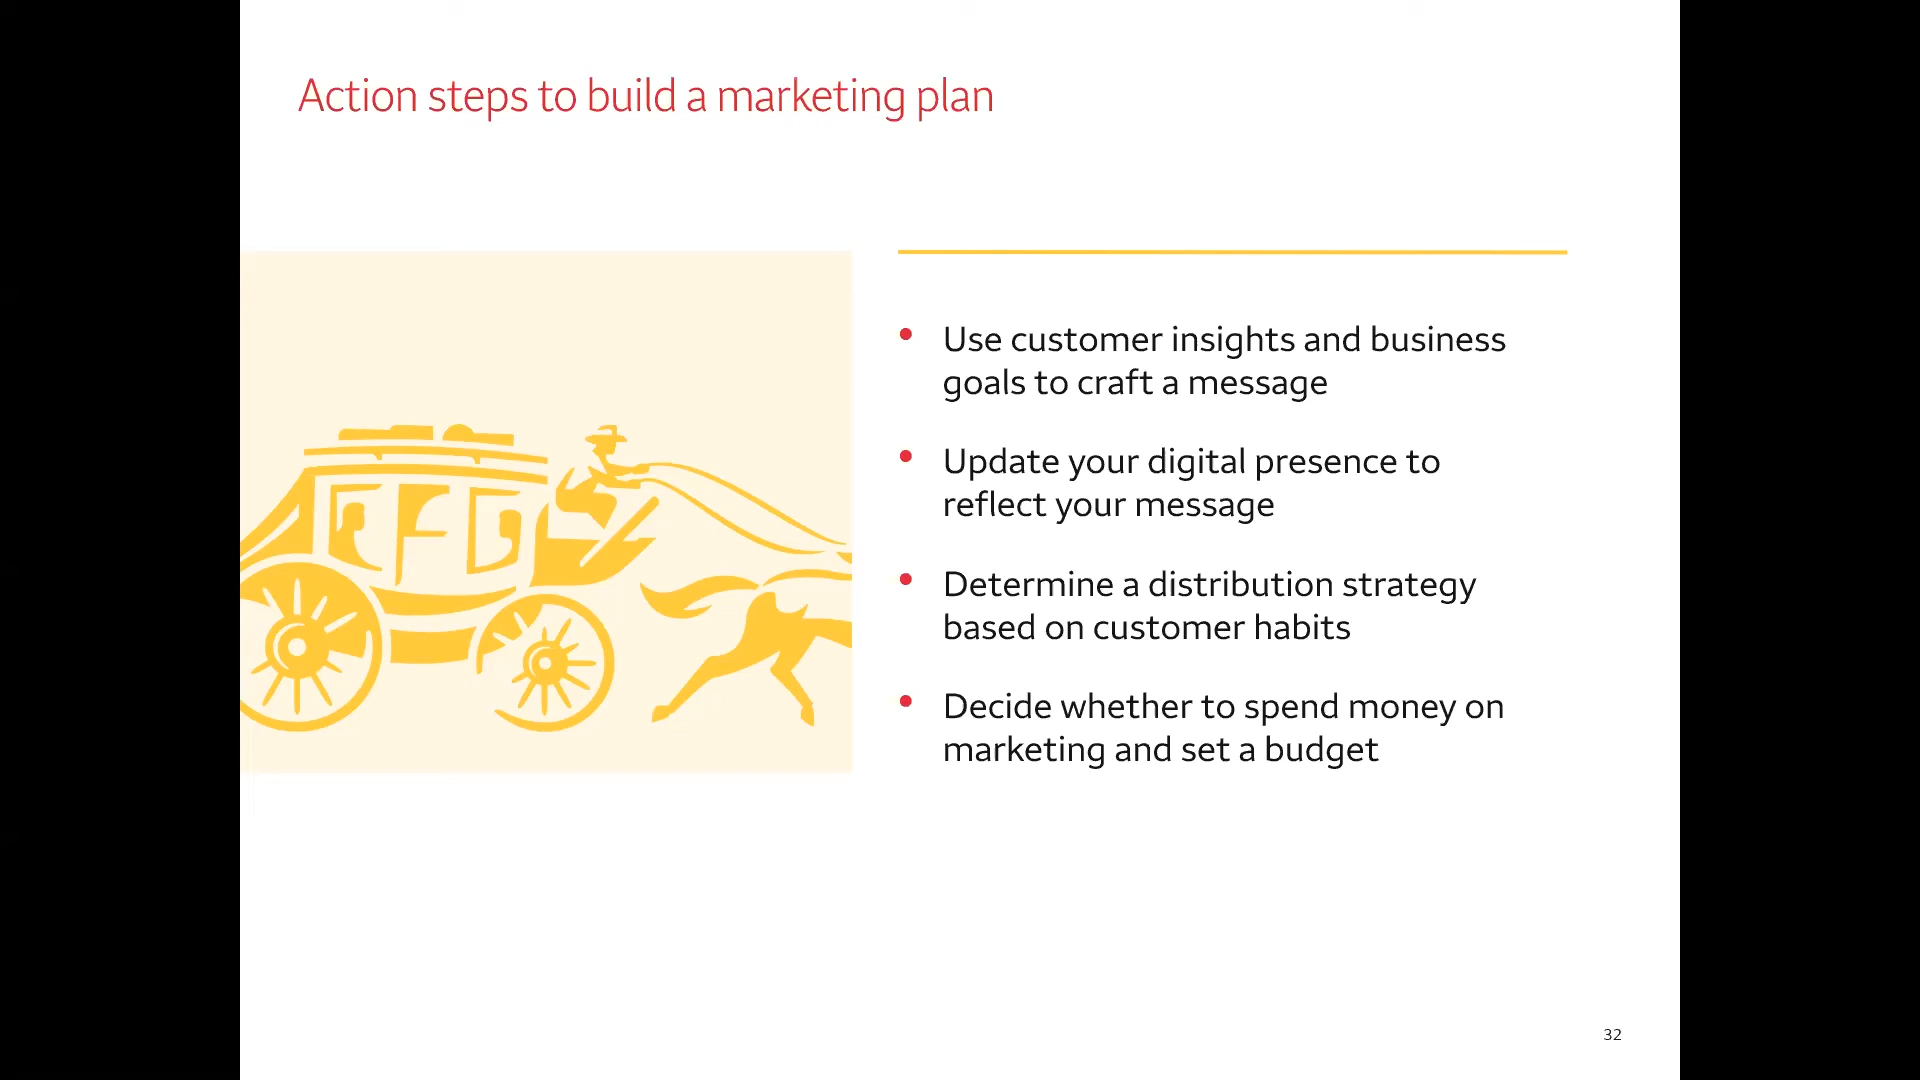 Action steps to build a marketing plan
• Use customer insights and business
goals to craft a message
• Update your digital presence to
reflect your message
• Determine a distribution strategy
based on customer habits
• Decide whether to spend money on
marketing and set a budget
32